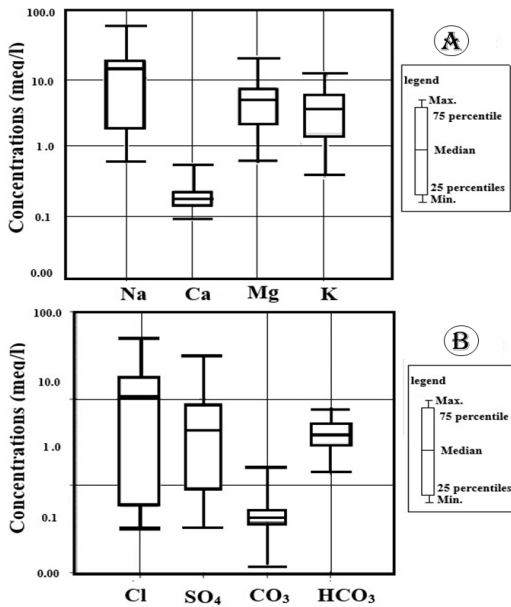 Concentrations (meq/l)
100.0
10.0
1.0
0.1
0.00
Na Ca Mg K
A
legend
Max.
75 percentile
Median
25 percentiles
Min.
Concentrations (meq/l)
100.0
10.0
1.0
0.1
0.00
Cl SO₄ CO₃ HCO₃
B
legend
Max.
75 percentile
Median
25 percentiles
Min.